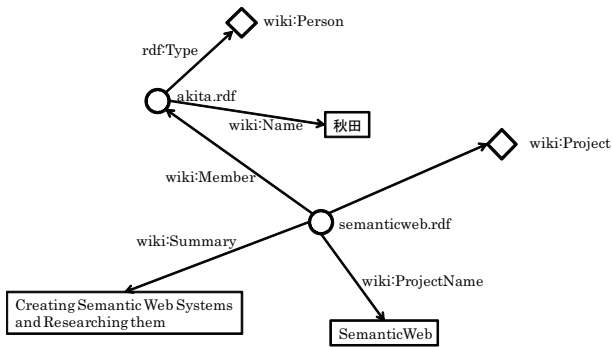 wiki:Person
rdf:Type
akita.rdf
wiki:Name
秋田
wiki:Project
wiki:Member
semanticweb.rdf
wiki:Summary
wiki:ProjectName
Creating Semantic Web Systems
and Researching them
SemanticWeb